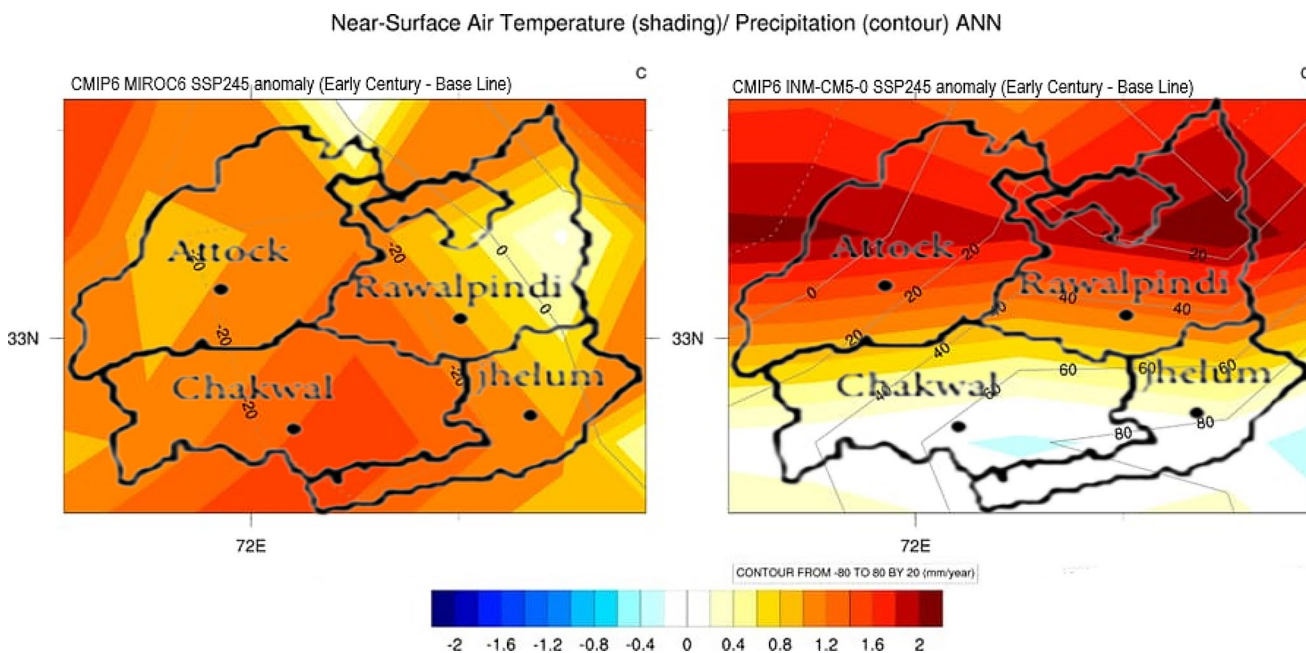 Near-Surface Air Temperature (shading)/ Precipitation (contour) ANN
C
CMIP6 MIROC6 SSP245 anomaly (Early Century - Base Line)
CMIP6 INM-CM5-0 SSP245 anomaly (Early Century - Base Line)
Attock
-20
-20
0
Rawalpindi
0
-20
-20
Chakwal
jhelum
-20
33N
72E
Attock
20
20
Rawalpindi
0
20
40
40
20
40
Chakwal
60
60
60
jhelum
80
80
33N
72E
CONTOUR FROM -80 TO 80 BY 20 (mm/year)
-2 -1.6 -1.2 -0.8 -0.4 0 0.4 0.8 1.2 1.6 2